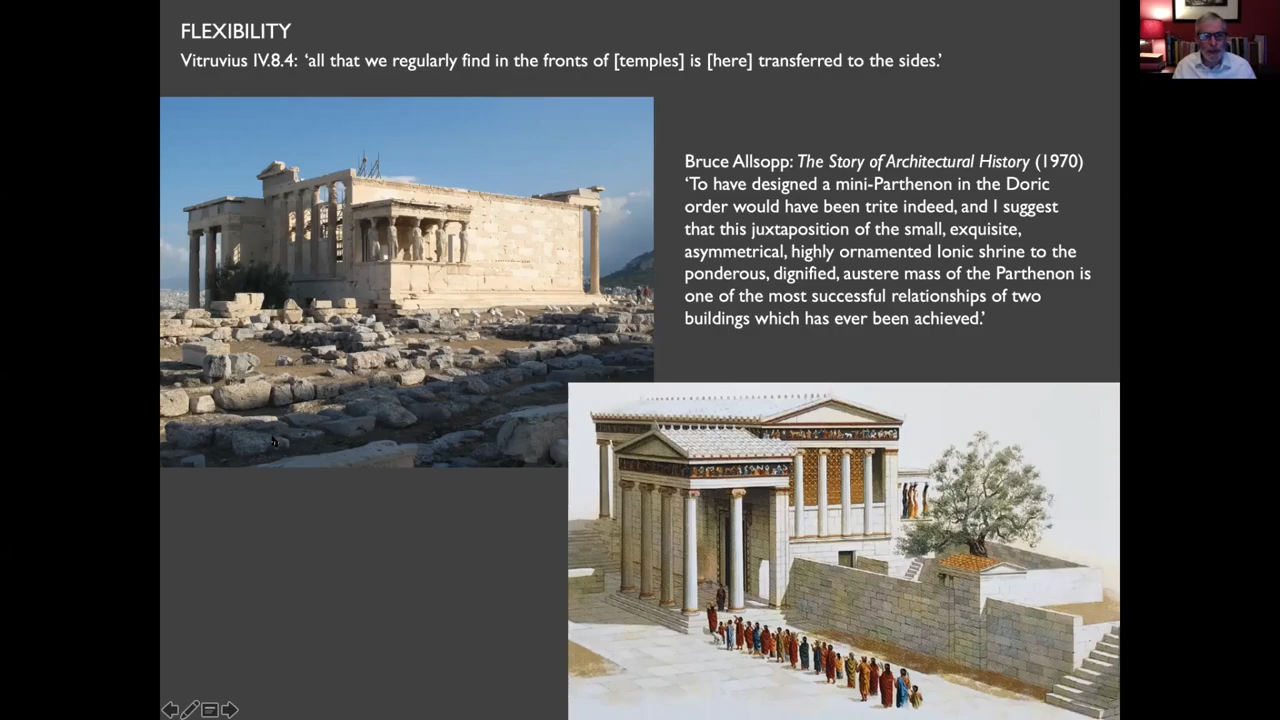 FLEXIBILITY
Vitruvius IV.8.4: ‘all that we regularly find in the fronts of [temples] is [here] transferred to the sides.’
Bruce Allsopp: The Story of Architectural History (1970)
‘To have designed a mini-Parthenon in the Doric
order would have been trite indeed, and I suggest
that this juxtaposition of the small, exquisite,
asymmetrical, highly ornamented Ionic shrine to the
ponderous, dignified, austere mass of the Parthenon is
one of the most successful relationships of two
buildings which has ever been achieved.’